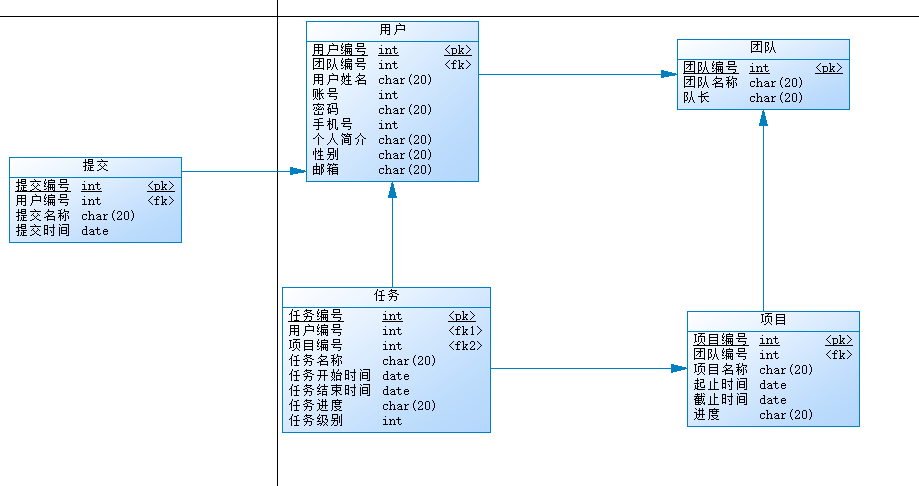 用户
用户编号 int <pk>
团队编号 int <fk>
用户姓名 char(20)
账号 int
密码 char(20)
手机号 int
个人简介 char(20)
性别 char(20)
邮箱 char(20)
团队
团队编号 int <pk>
团队名称 char(20)
队长 char(20)
提交
提交编号 int <pk>
用户编号 int <fk>
提交名称 char(20)
提交时间 date
任务
任务编号 int <pk>
用户编号 int <fk1>
项目编号 int <fk2>
任务名称 char(20)
任务开始时间 date
任务结束时间 date
任务进度 char(20)
任务级别 int
项目
项目编号 int <pk>
团队编号 int <fk>
项目名称 char(20)
起止时间 date
截止时间 date
进度 char(20)